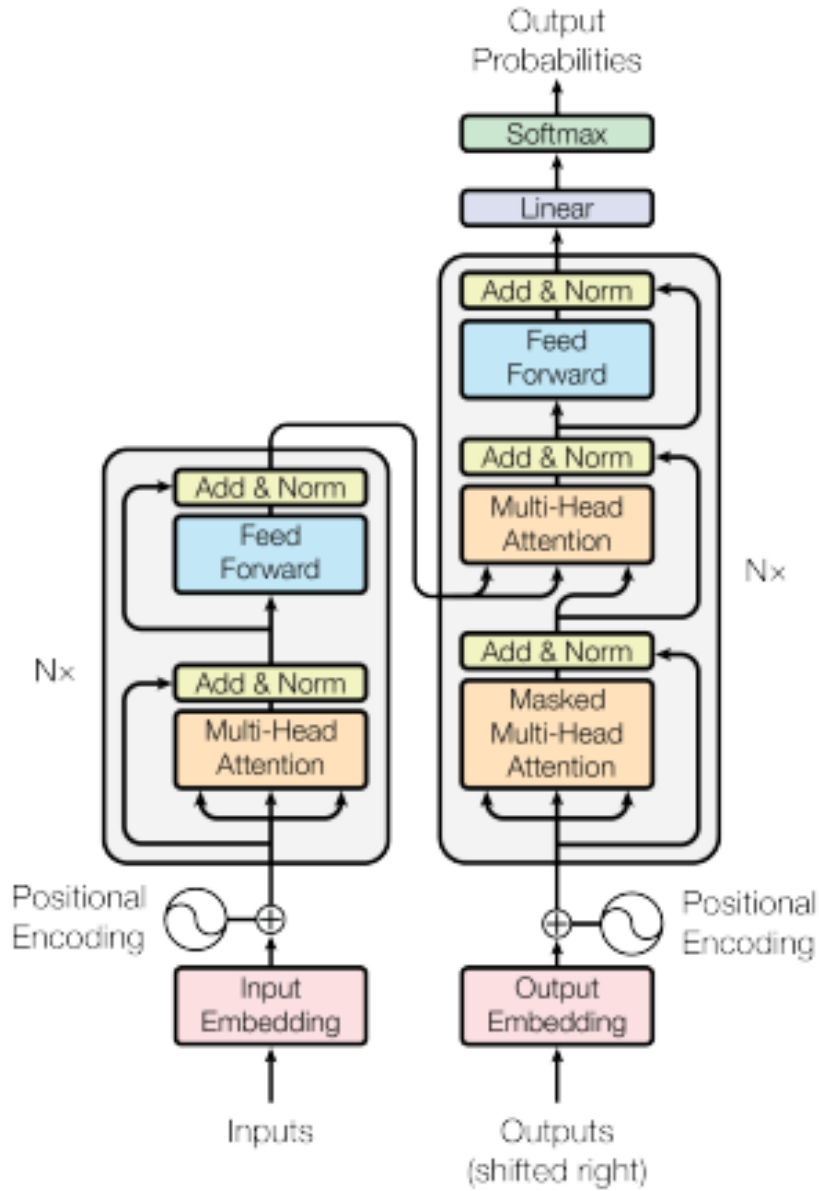 Output
Probabilities
Softmax
Linear
Add & Norm
Feed
Forward
Add & Norm
Multi-Head
Attention
Add & Norm
Masked
Multi-Head
Attention
N×
Add & Norm
Feed
Forward
Add & Norm
Multi-Head
Attention
N×
Positional
Encoding
Positional
Encoding
Input
Embedding
Output
Embedding
Inputs
Outputs
(shifted right)